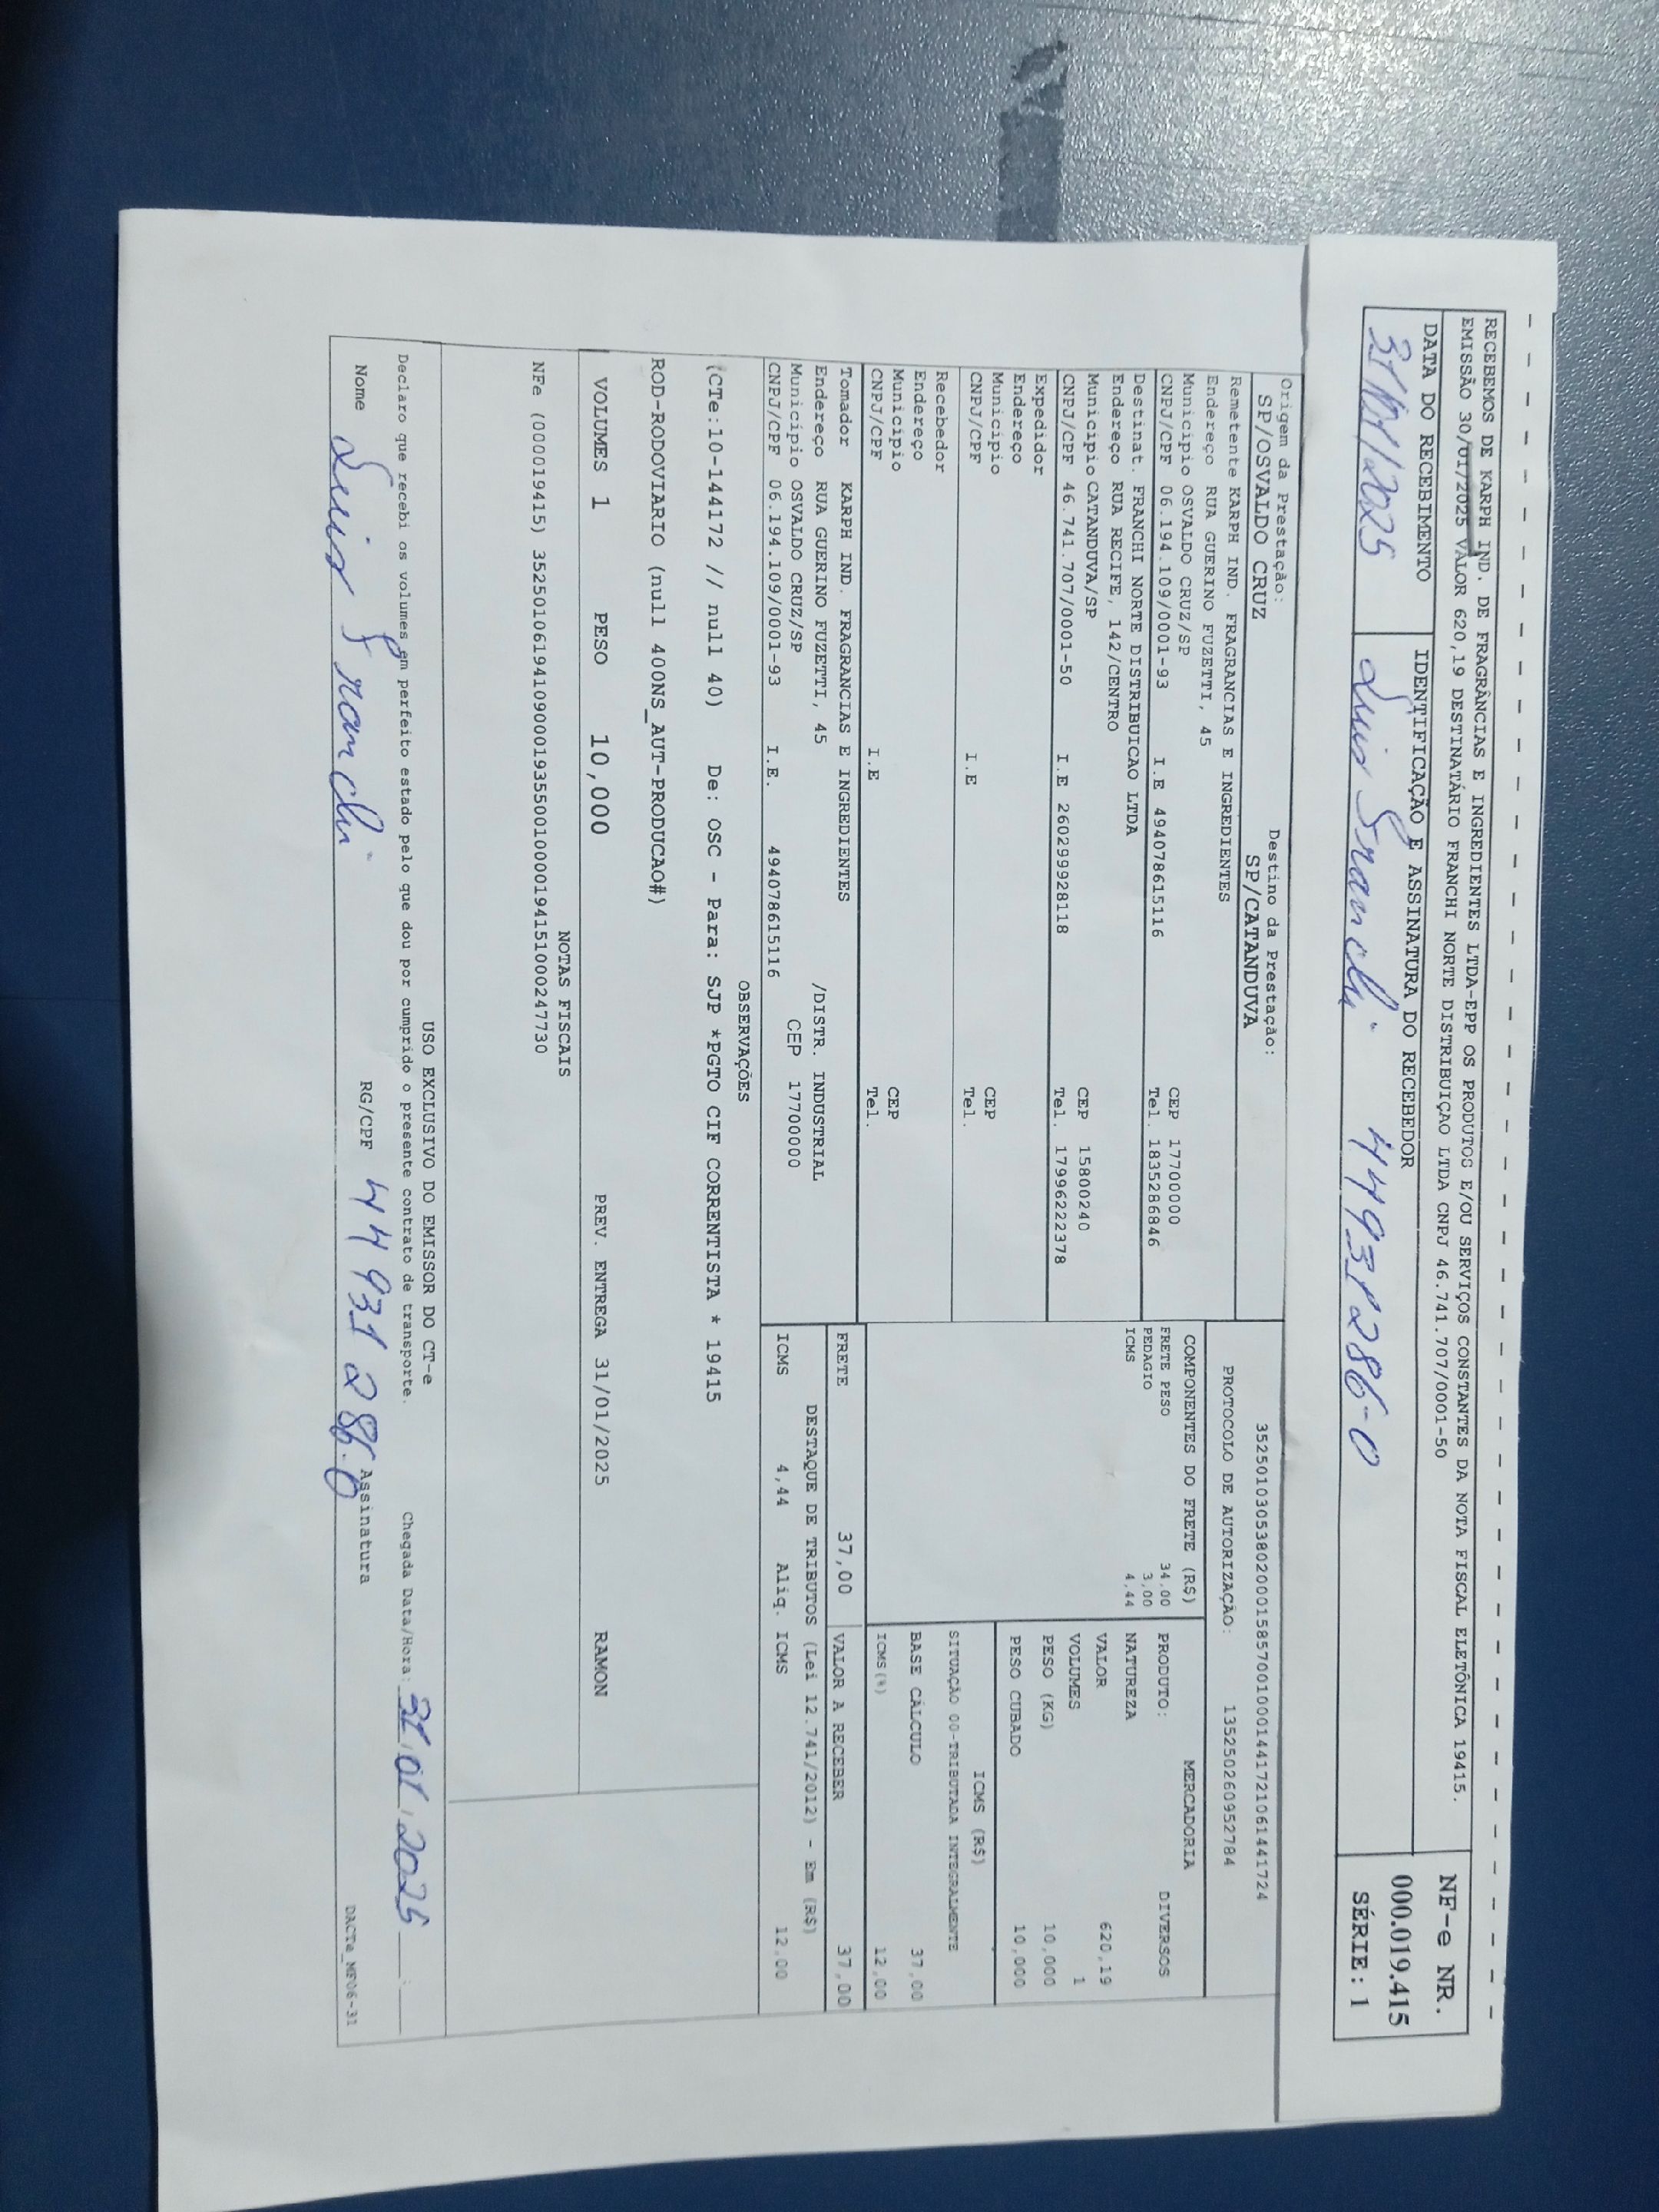 RECEBEMOS DE KARPH IND. DE FRAGRÂNCIAS E INGREDIENTES LTDA-EPP OS PRODUTOS E/OU SERVIÇOS CONSTANTES DA NOTA FISCAL ELETÔNICA 19415.
EMISSÃO 30/01/2025 VALOR 620,19 DESTINATÁRIO FRANCHI NORTE DISTRIBUIÇAO LTDA CNPJ 46.741.707/0001-50
NF-e NR.
000.019.415
SÉRIE: 1
DATA DO RECEBIMENTO
IDENTIFICAÇÃO E ASSINATURA DO RECEBEDOR
31/01/2025 Luis Franchi 44931286-0
Origem da Prestação: Destino da Prestação:
SP/OSVALDO CRUZ SP/CATANDUVA
35250103053802000158570010001441721061441724
PROTOCOLO DE AUTORIZAÇÃO: 135250260952784
Remetente KARPH IND. FRAGRANCIAS E INGREDIENTES
Endereço RUA GUERINO FUZETTI, 45
Municipio OSVALDO CRUZ/SP CEP 17700000
CNPJ/CPF 06.194.109/0001-93 I.E 494078615116 Tel. 1835286846
Destinat. FRANCHI NORTE DISTRIBUICAO LTDA
Endereço RUA RECIFE, 142/CENTRO
Municipio CATANDUVA/SP CEP 15800240
CNPJ/CPF 46.741.707/0001-50 I.E 260299928118 Tel. 17996222378
Expedidor
Endereço
Municipio CEP
CNPJ/CPF I.E Tel.
Recebedor
Endereço
Municipio CEP
CNPJ/CPF I.E Tel.
Tomador KARPH IND. FRAGRANCIAS E INGREDIENTES
Endereço RUA GUERINO FUZETTI, 45 /DISTR. INDUSTRIAL
Municipio OSVALDO CRUZ/SP CEP 17700000
CNPJ/CPF 06.194.109/0001-93 I.E. 494078615116
COMPONENTES DO FRETE (R$)
FRETE PESO 34,00
PEDAGIO 3,00
ICMS 4,44
MERCADORIA
PRODUTO: DIVERSOS
NATUREZA
VALOR 620,19
VOLUMES 1
PESO (KG) 10,000
PESO CUBADO 10,000
ICMS (R$)
SITUAÇÃO 00-TRIBUTADA INTEGRALMENTE
BASE CÁLCULO 37,00
ICMS(%) 12,00
FRETE 37,00 VALOR A RECEBER 37,00
DESTAQUE DE TRIBUTOS (Lei 12.741/2012) - Em (R$)
ICMS 4,44 Aliq. ICMS 12,00
OBSERVAÇÕES
(CTe:10-144172 // null 40) De: OSC - Para: SJP *PGTO CIF CORRENTISTA * 19415
ROD-RODOVIARIO (null 400NS_AUT-PRODUCAO#)
VOLUMES 1 PESO 10,000 PREV. ENTREGA 31/01/2025 RAMON
NOTAS FISCAIS
NFe (000019415) 35250106194109000193550010000194151000247730
USO EXCLUSIVO DO EMISSOR DO CT-e
Declaro que recebi os volumes em perfeito estado pelo que dou por cumprido o presente contrato de transporte. Chegada Data/Hora: 31/01/2025 __:__
Nome Luis Franchi RG/CPF 44931286-0 Assinatura
DACTe_MF06-31